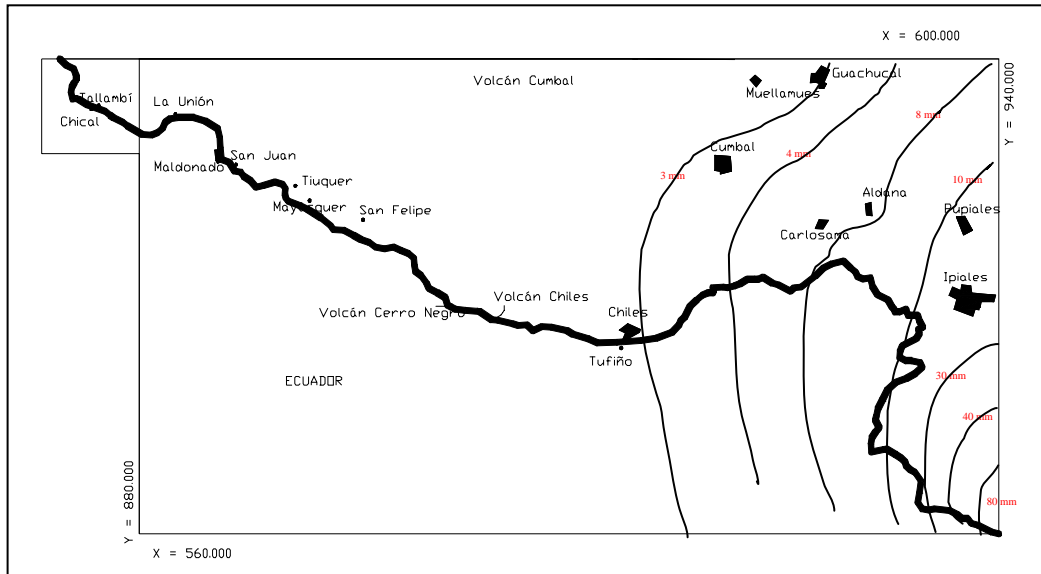 X = 600.000
Y = 940.000
Volcán Cumbal
Guachucal
Muellamues
Tallambí
La Unión
Chical
8 mm
Cumbal
4 mm
Maldonado
San Juan
3 mm
10 mm
Tiuquer
Aldana
Mayasquer
San Felipe
Pupiales
Carlosama
Ipiales
Volcán Chiles
Volcán Cerro Negro
Chiles
Tufiño
ECUADOR
30 mm
40 mm
80 mm
Y = 880.000
X = 560.000